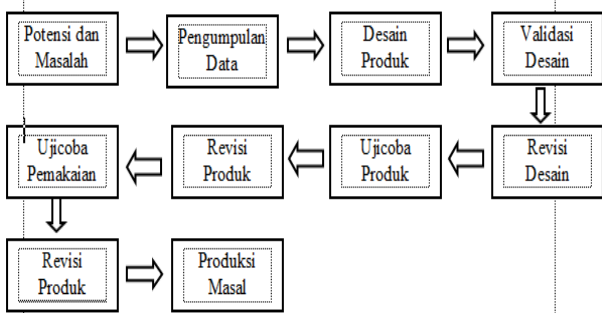 Potensi dan
Masalah
Pengumpulan
Data
Desain
Produk
Validasi
Desain
Revisi
Desain
Ujicoba
Produk
Revisi
Produk
Ujicoba
Pemakaian
Revisi
Produk
Produksi
Masal